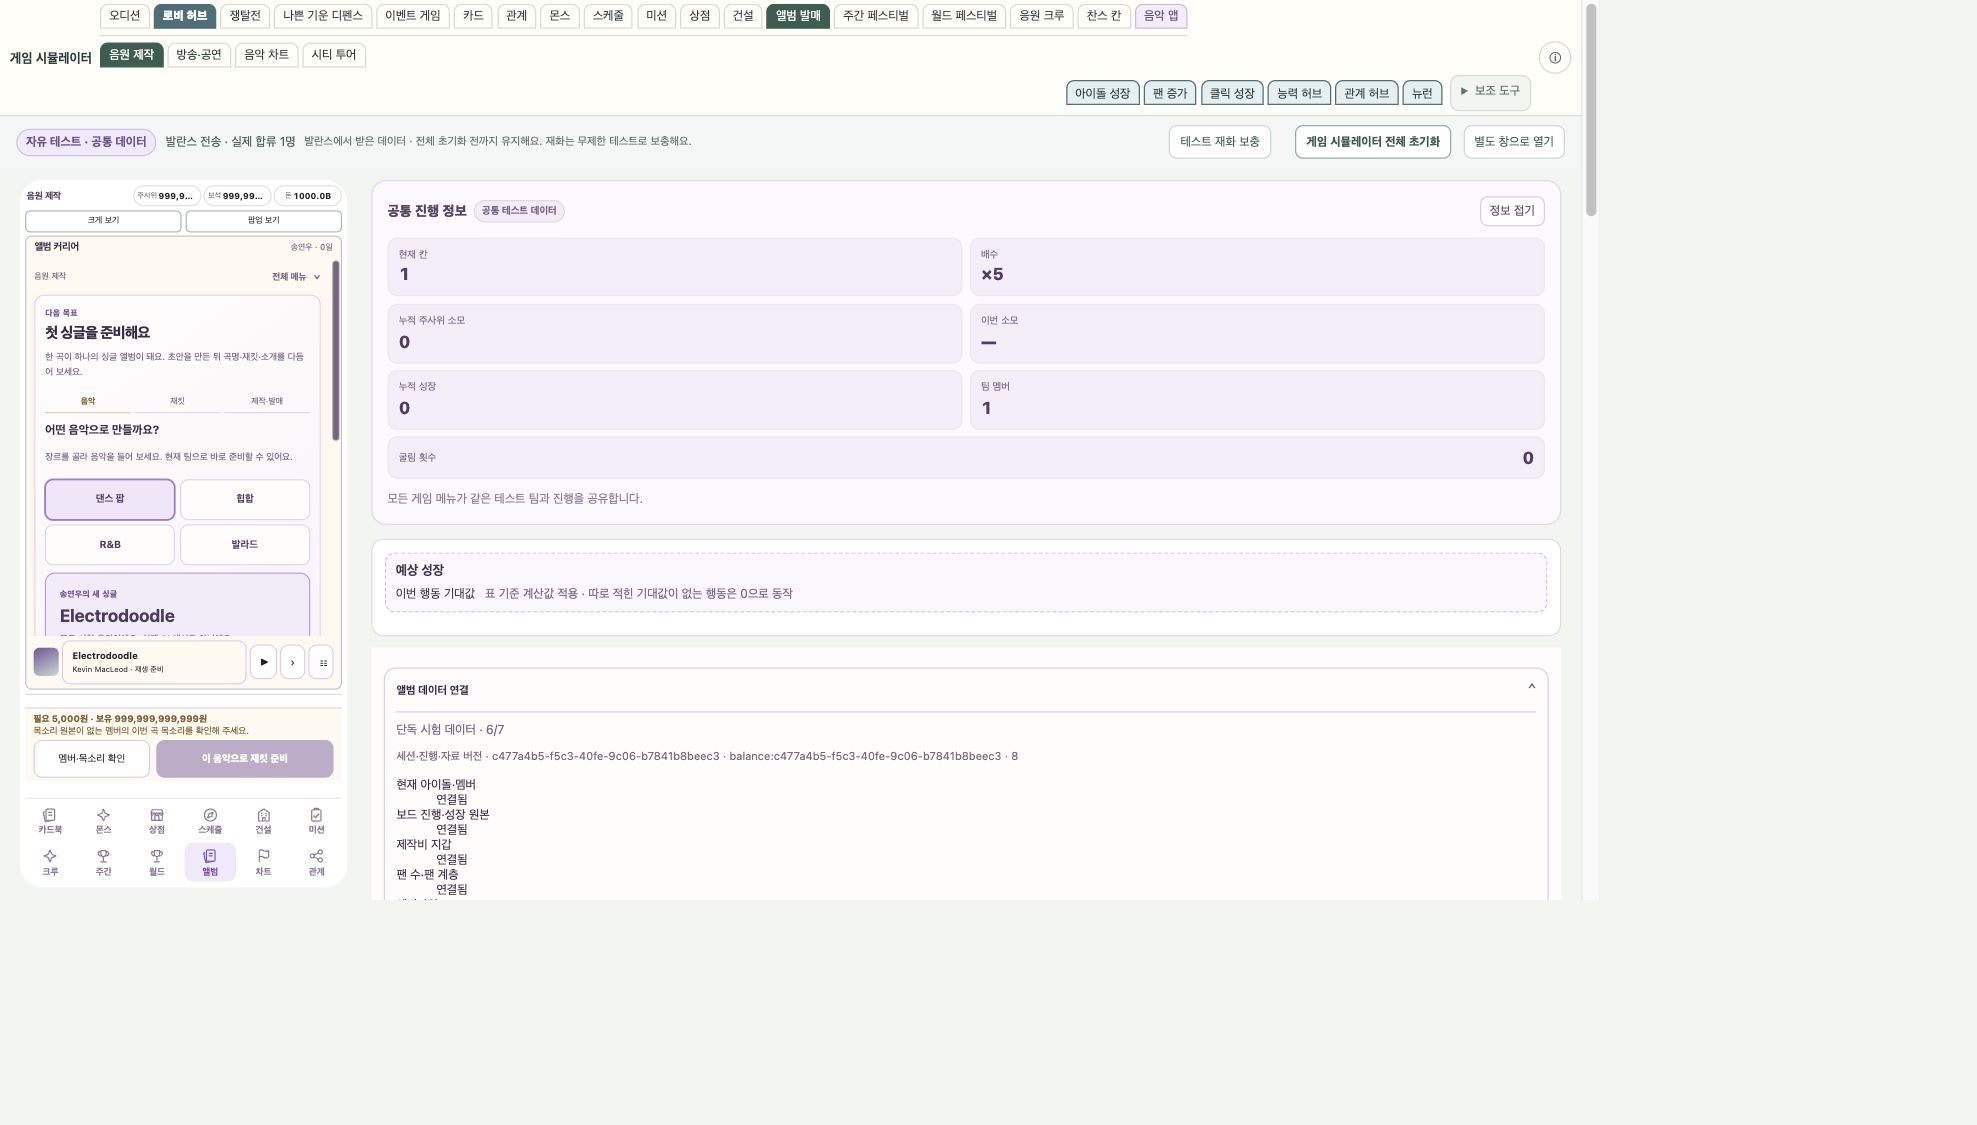 오디션 로비 허브 쟁탈전 나쁜 기운 디펜스 이벤트 게임 카드 관계 몬스 스케줄 미션 상점 건설 앨범 발매 주간 페스티벌 월드 페스티벌 응원 크루 찬스 칸 음악 앱
게임 시뮬레이터 음원 제작 방송·공연 음악 차트 시티 투어
아이돌 성장 팬 증가 클릭 성장 능력 허브 관계 허브 뉴런 ▶ 보조 도구
자유 테스트 · 공통 데이터 발란스 전송 · 실제 합류 1명 발란스에서 받은 데이터 · 전체 초기화 전까지 유지해요. 재화는 무제한 테스트로 보충해요. 테스트 재화 보충 게임 시뮬레이터 전체 초기화 별도 창으로 열기
음원 제작 주사위 999,9... 보석 999,99... 돈 1000.0B
크게 보기 팝업 보기
앨범 커리어 송연우 · 0일
음원 제작 전체 메뉴
다음 목표
첫 싱글을 준비해요
한 곡이 하나의 싱글 앨범이 돼요. 초안을 만든 뒤 곡명·재킷·소개를 다듬
어 보세요.
음악 재킷 제작·발매
어떤 음악으로 만들까요?
장르를 골라 음악을 들어 보세요. 현재 팀으로 바로 준비할 수 있어요.
댄스 팝 힙합
R&B 발라드
송연우의 새 싱글
Electrodoodle
Electrodoodle
Kevin MacLeod · 재생 준비
필요 5,000원 · 보유 999,999,999,999원
목소리 원본이 없는 멤버의 이번 곡 목소리를 확인해 주세요.
멤버·목소리 확인 이 음악으로 재킷 준비
카드북 몬스 상점 스케줄 건설 미션
크루 주간 월드 앨범 차트 관계
공통 진행 정보 공통 테스트 데이터 정보 접기
현재 칸 배수
1 ×5
누적 주사위 소모 이번 소모
0 —
누적 성장 팀 멤버
0 1
굴림 횟수 0
모든 게임 메뉴가 같은 테스트 팀과 진행을 공유합니다.
예상 성장
이번 행동 기대값 표 기준 계산값 적용 · 따로 적힌 기대값이 없는 행동은 0으로 동작
앨범 데이터 연결
단독 시험 데이터 · 6/7
세션·진행·자료 버전 · c477a4b5-f5c3-40fe-9c06-b7841b8beec3 · balance:c477a4b5-f5c3-40fe-9c06-b7841b8beec3 · 8
현재 아이돌·멤버
연결됨
보드 진행·성장 원본
연결됨
제작비 지갑
연결됨
팬 수·팬 계층
연결됨